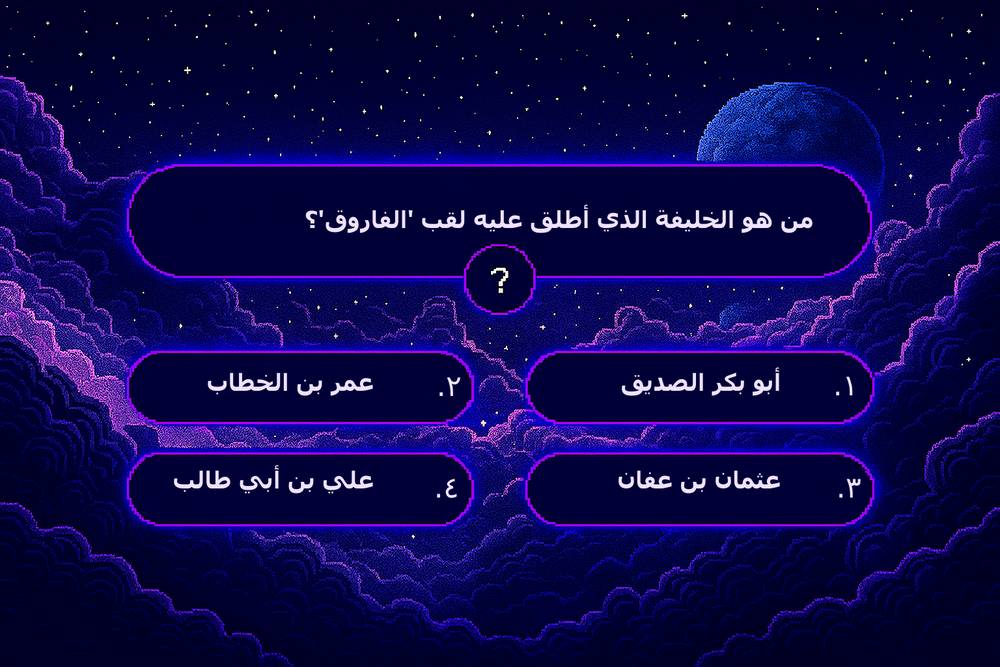 من هو الخليفة الذي أطلق عليه لقب 'الفاروق'؟
?
١. أبو بكر الصديق
٢. عمر بن الخطاب
٣. عثمان بن عفان
٤. علي بن أبي طالب